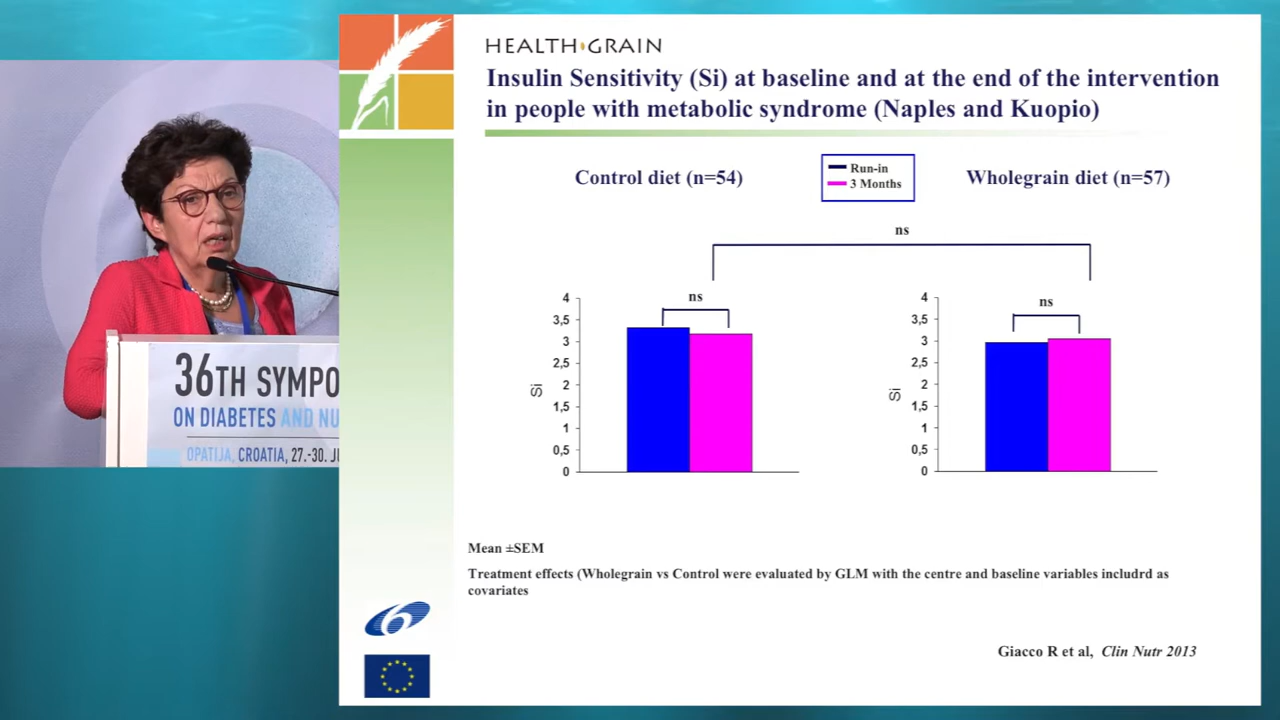 36TH SYMPO
ON DIABETES AND NU
OPATIJA, CROATIA, 27.-30. J
HEALTH•GRAIN
Insulin Sensitivity (Si) at baseline and at the end of the intervention
in people with metabolic syndrome (Naples and Kuopio)
Control diet (n=54)
Run-in
3 Months
Wholegrain diet (n=57)
ns
ns
4
3,5
3
2,5
2
1,5
1
0,5
0
Si
ns
4
3,5
3
2,5
2
1,5
1
0,5
0
Si
Mean ±SEM
Treatment effects (Wholegrain vs Control were evaluated by GLM with the centre and baseline variables includrd as
covariates
Giacco R et al, Clin Nutr 2013
6